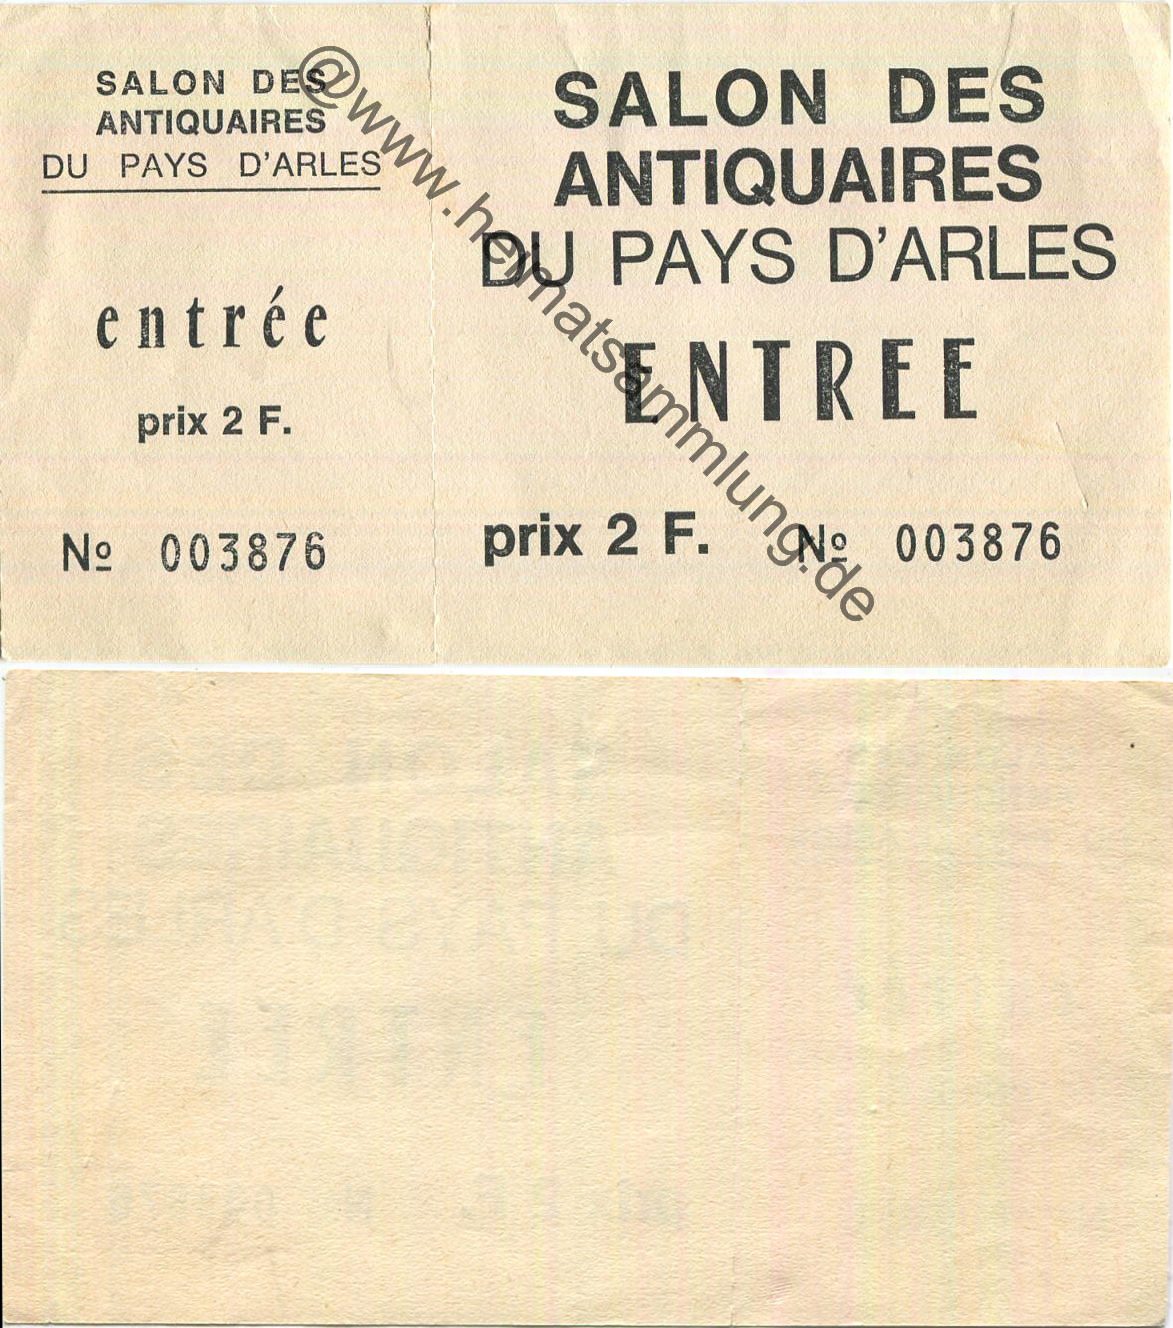 SALON DES
ANTIQUAIRES
DU PAYS D'ARLES
entrée
prix 2 F.
Nº 003876
SALON DES
ANTIQUAIRES
DU PAYS D'ARLES
ENTREE
prix 2 F. Nº 003876
@www.heimatsammlung.de